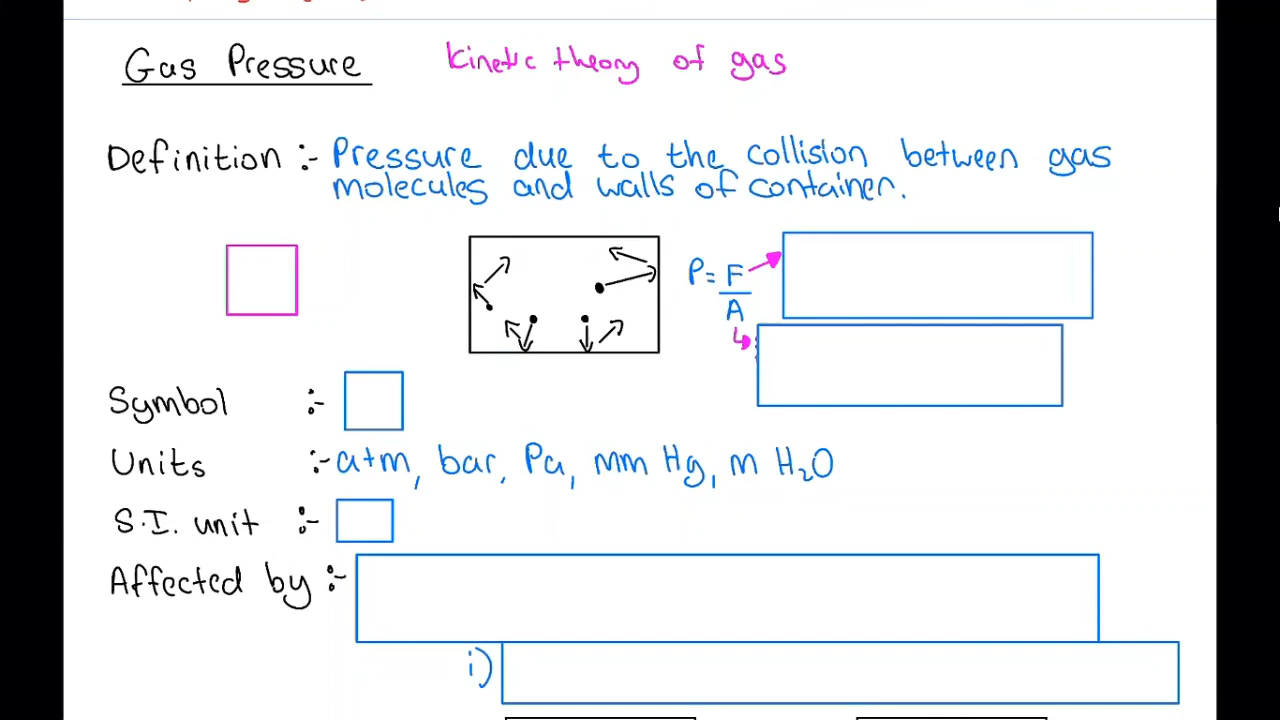 Gas Pressure
kinetic theory of gas
Definition :- Pressure due to the collision between gas
molecules and walls of container.
P = F
A
Symbol :-
Units :- atm, bar, Pa, mm Hg, m H₂O
S.I. unit :-
Affected by :-
i)